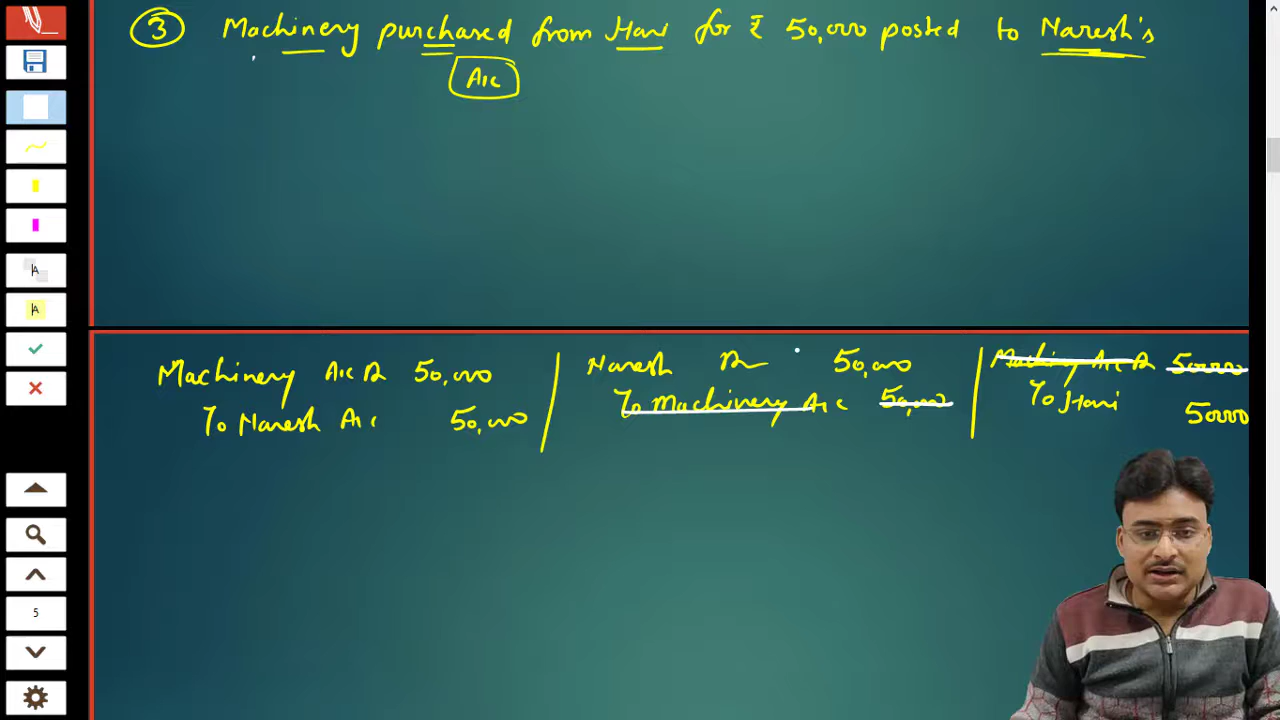 3 Machinery purchased from Hari for ₹ 50,000 posted to Naresh's
A/c
Machinery A/c Dr 50,000
To Naresh A/c 50,000
Naresh Dr 50,000
To Machinery A/c 50,000
Machinery A/c Dr 50000
To Hari 50000
A
A
5